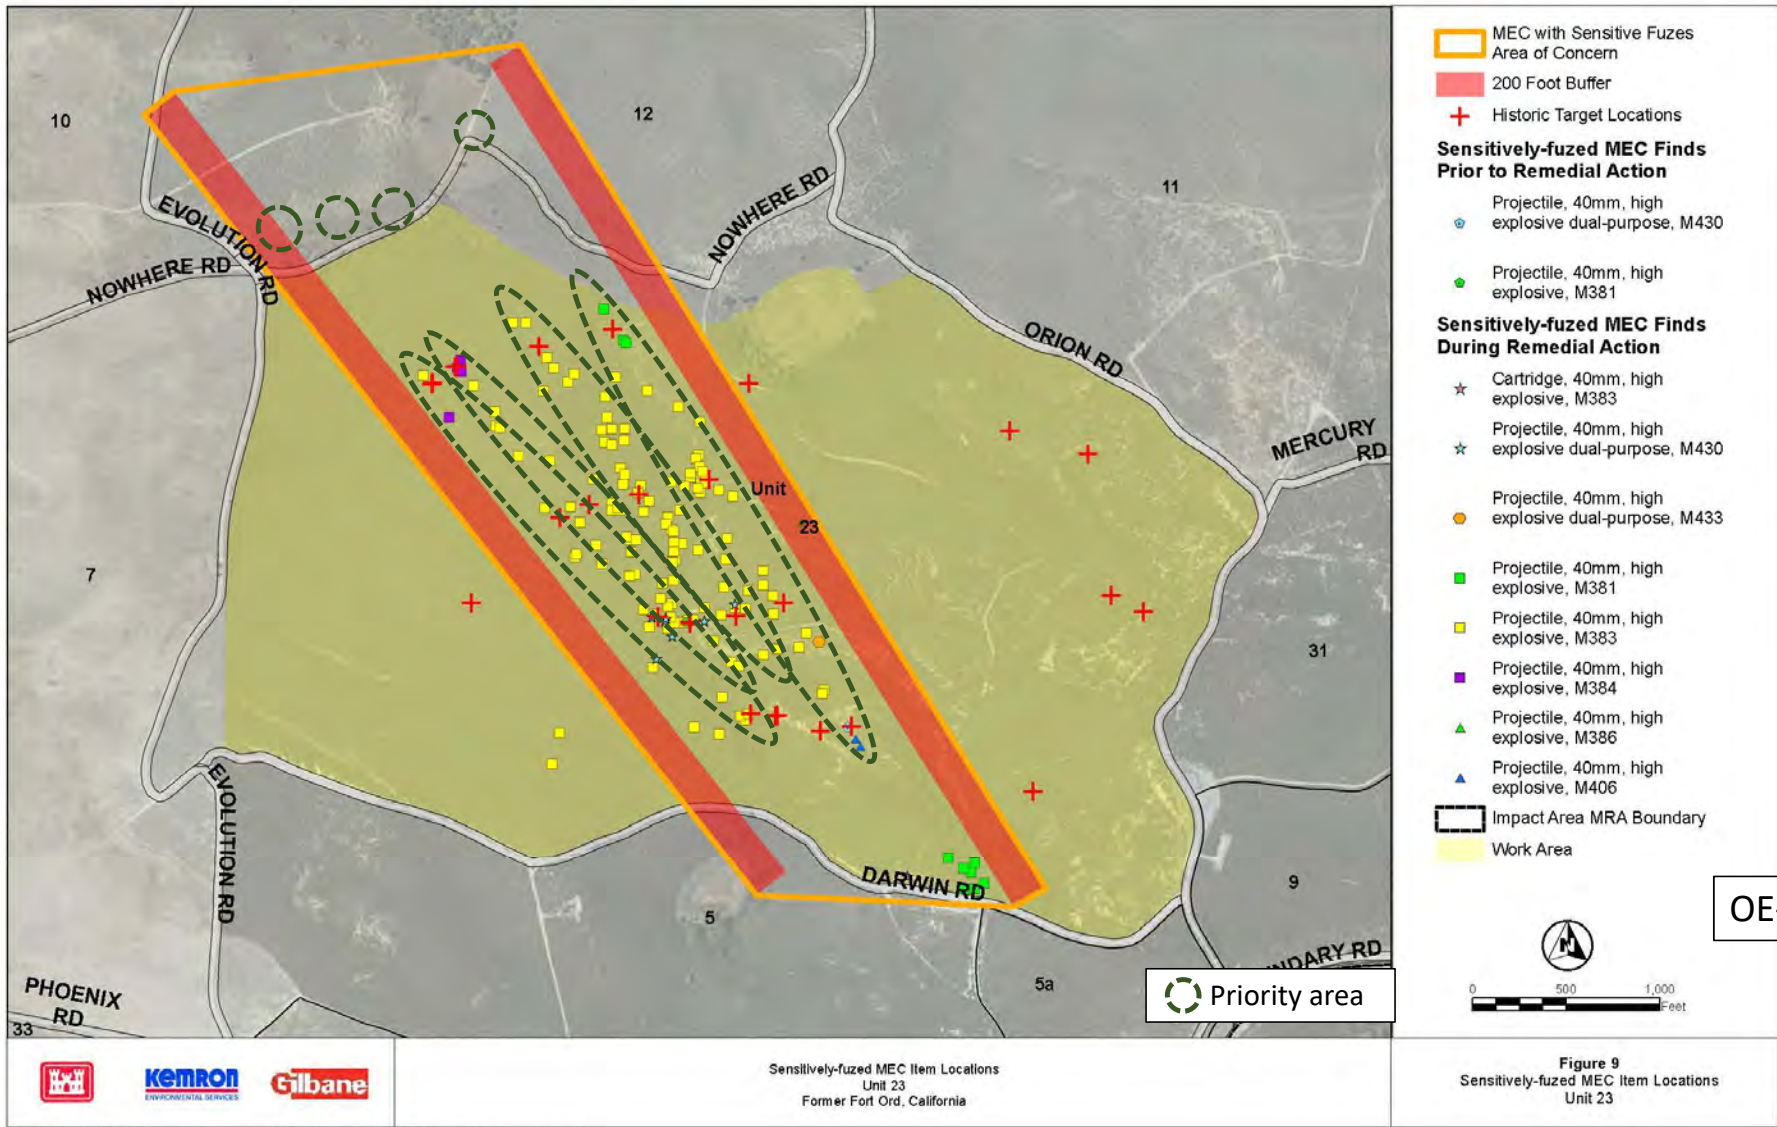 10
12
11
EVOLUTION RD
NOWHERE RD
NOWHERE RD
ORION RD
MERCURY
RD
Unit
23
7
31
EVOLUTION RD
DARWIN RD
5
9
5a
PHOENIX
RD
33
NDARY RD
Priority area
MEC with Sensitive Fuzes
Area of Concern
200 Foot Buffer
Historic Target Locations
Sensitively-fuzed MEC Finds
Prior to Remedial Action
Projectile, 40mm, high
explosive dual-purpose, M430
Projectile, 40mm, high
explosive, M381
Sensitively-fuzed MEC Finds
During Remedial Action
Cartridge, 40mm, high
explosive, M383
Projectile, 40mm, high
explosive dual-purpose, M430
Projectile, 40mm, high
explosive dual-purpose, M433
Projectile, 40mm, high
explosive, M381
Projectile, 40mm, high
explosive, M383
Projectile, 40mm, high
explosive, M384
Projectile, 40mm, high
explosive, M386
Projectile, 40mm, high
explosive, M406
Impact Area MRA Boundary
Work Area
OE-
N
0 500 1,000
Feet
KEMRON
ENVIRONMENTAL SERVICES
Gilbane
Sensitively-fuzed MEC Item Locations
Unit 23
Former Fort Ord, California
Figure 9
Sensitively-fuzed MEC Item Locations
Unit 23